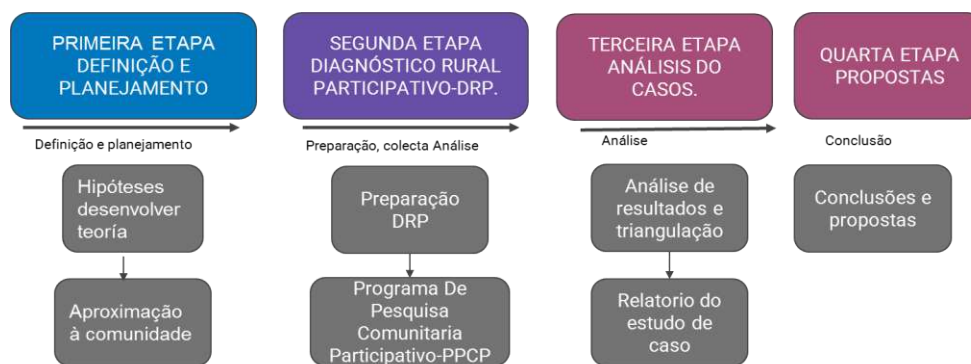 PRIMEIRA ETAPA
DEFINIÇÃO E
PLANEJAMENTO
SEGUNDA ETAPA
DIAGNÓSTICO RURAL
PARTICIPATIVO-DRP.
TERCEIRA ETAPA
ANÁLISIS DO
CASOS.
QUARTA ETAPA
PROPOSTAS
Definição e planejamento
Preparação, colecta Análise
Análise
Conclusão
Hipóteses
desenvolver
teoría
Preparação
DRP
Análise de
resultados e
triangulação
Conclusões e
propostas
Aproximação
à comunidade
Programa De
Pesquisa
Comunitaria
Participativo-PPCP
Relatorio do
estudo de
caso